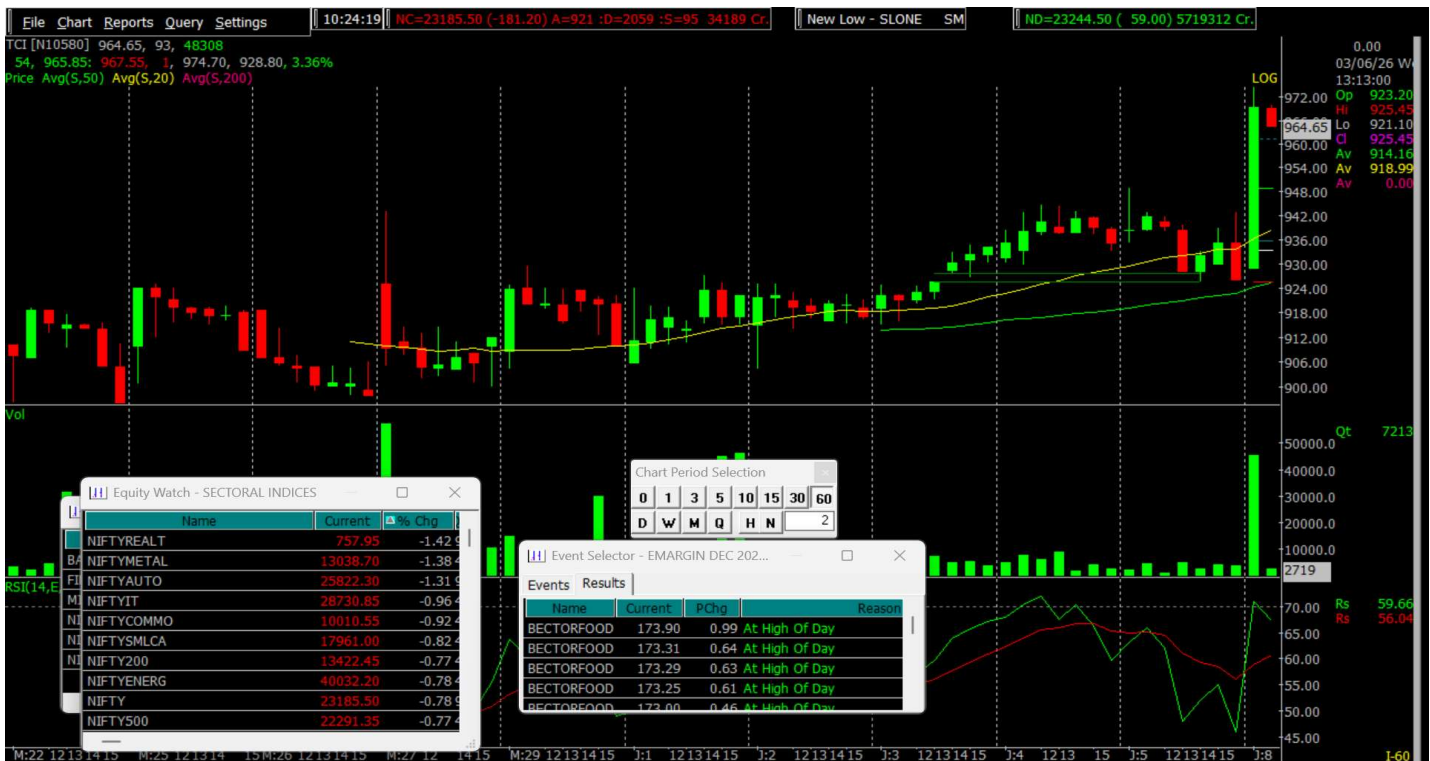 File Chart Reports Query Settings
10:24:19
NC=23185.50 (-181.20) A=921 :D=2059 :S=95 34189 Cr.
New Low - SLONE SM
ND=23244.50 ( 59.00) 5719312 Cr.
TCI [N10580] 964.65, 93, 48308
54, 965.85: 967.55, 1, 974.70, 928.80, 3.36%
Price Avg(S,50) Avg(S,20) Avg(S,200)
LOG
972.00
964.65
960.00
954.00
948.00
942.00
936.00
930.00
924.00
918.00
912.00
906.00
900.00
0.00
03/06/26
13:13:00
Op 923.20
Hi 925.45
Lo 921.10
Cl 925.45
Av 914.16
Av 918.99
Av 0.00
Vol
Qt 7213
50000.0
40000.0
30000.0
20000.0
10000.0
2719
Equity Watch - SECTORAL INDICES
Name Current % Chg
NIFTYREALT 757.95 -1.42
NIFTYMETAL 13038.70 -1.38
NIFTYAUTO 25822.30 -1.31
NIFTYIT 28730.85 -0.96
NIFTYCOMMO 10010.55 -0.92
NIFTYSMLCA 17961.00 -0.82
NIFTY200 13422.45 -0.77
NIFTYENERG 40032.20 -0.78
NIFTY 23185.50 -0.78
NIFTY500 22291.35 -0.77
Chart Period Selection
0 1 3 5 10 15 30 60
D W M Q H N 2
Event Selector - EMARGIN DEC 202...
Events Results
Name Current PChg Reason
BECTORFOOD 173.90 0.99 At High Of Day
BECTORFOOD 173.31 0.64 At High Of Day
BECTORFOOD 173.29 0.63 At High Of Day
BECTORFOOD 173.25 0.61 At High Of Day
BECTORFOOD 173.00 0.46 At High Of Day
RSI(14,E
70.00
65.00
60.00
55.00
50.00
45.00
Rs 59.66
Rs 56.04
M:22 12 13 14 15 M:25 12 13 14 15 M:26 12 13 14 15 M:27 12 14 15 M:29 12 13 14 15 J:1 12 13 14 15 J:2 12 13 14 15 J:3 12 13 14 15 J:4 12 13 15 J:5 12 13 14 15 J:8
I-60